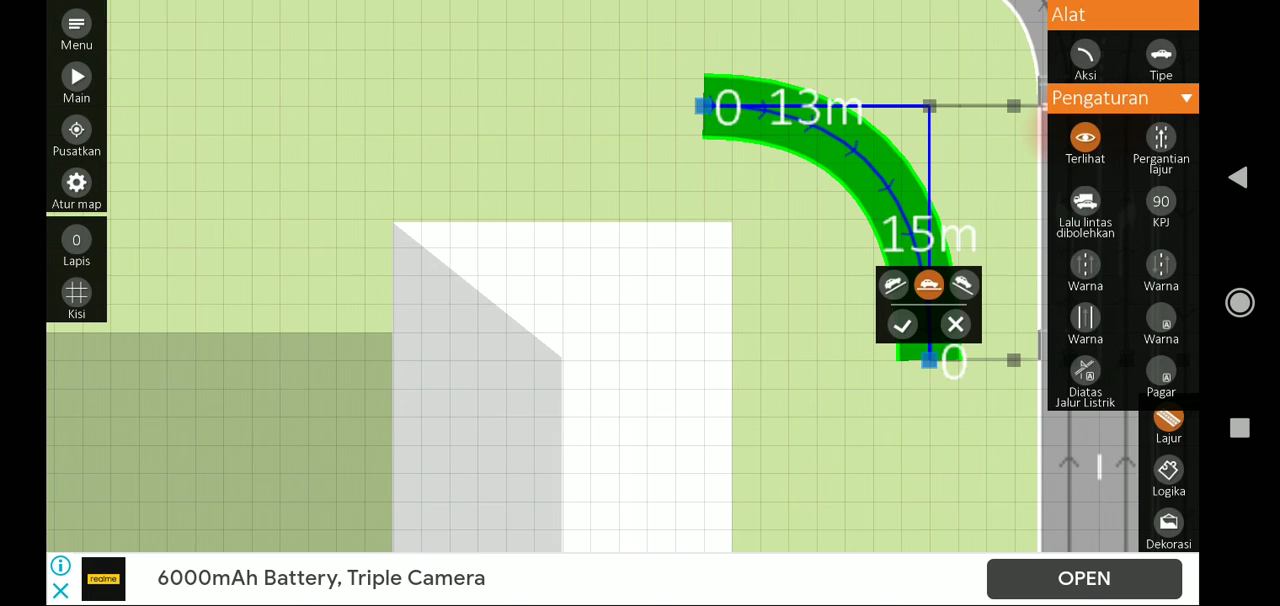 Menu
Main
Pusatkan
Atur map
0
Lapis
Kisi
0 13m
15m
0
Alat
Aksi
Tipe
Pengaturan
Terlihat
Pergantian
lajur
Lalu lintas
dibolehkan
90
KPJ
Warna
Warna
Warna
A
Warna
A
Diatas
Jalur Listrik
A
Pagar
Lajur
Logika
Dekorasi
realme
6000mAh Battery, Triple Camera
OPEN